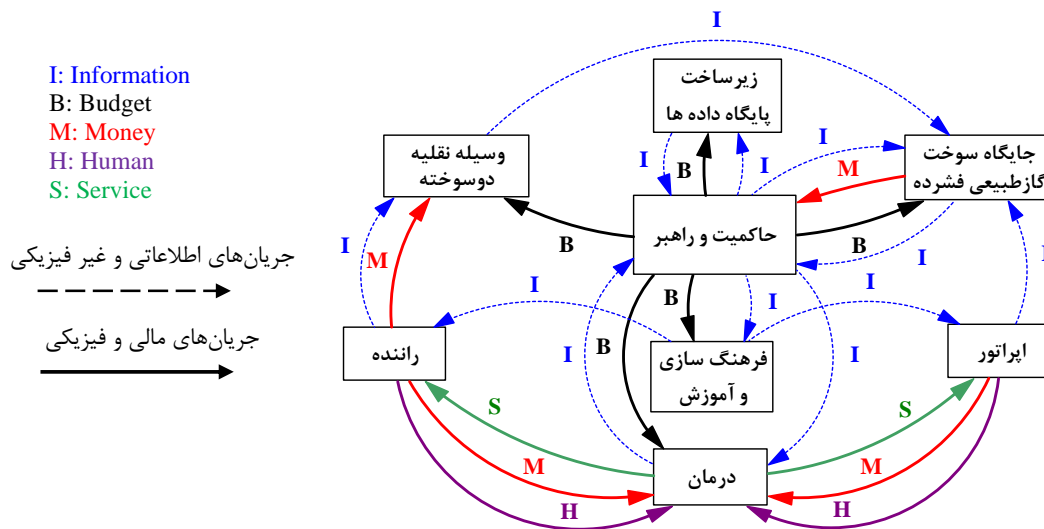 I
I: Information
B: Budget
M: Money
H: Human
S: Service
زیرساخت
پایگاه داده ها
وسیله نقلیه
دوسوخته
جایگاه سوخت
گازطبیعی فشرده
I
I
I
B
M
حاکمیت و راهبر
B
B
I
I
I
M
جریان‌های اطلاعاتی و غیر فیزیکی
جریان‌های مالی و فیزیکی
I
B
I
I
راننده
B
I
I
فرهنگ سازی
و آموزش
اپراتور
S
S
M
درمان
M
H
H